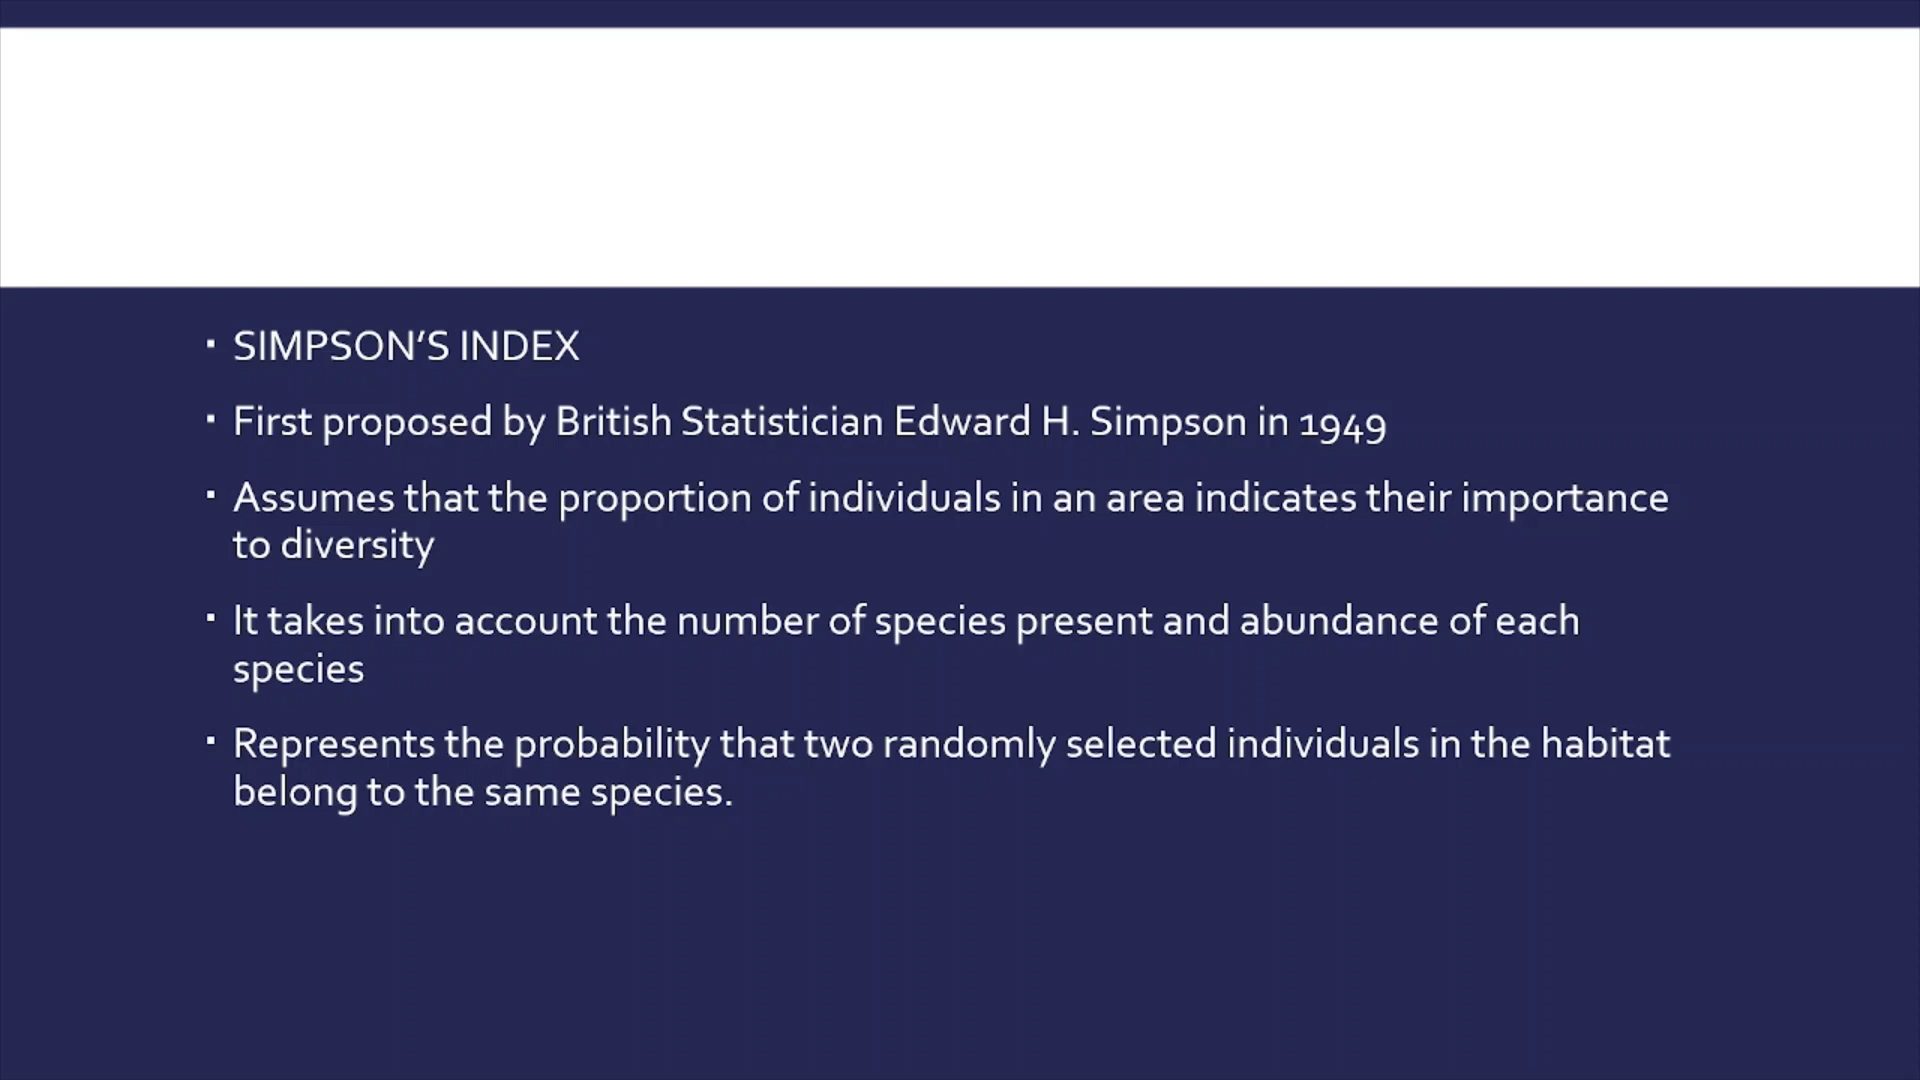 ▪ SIMPSON’S INDEX
▪ First proposed by British Statistician Edward H. Simpson in 1949
▪ Assumes that the proportion of individuals in an area indicates their importance
to diversity
▪ It takes into account the number of species present and abundance of each
species
▪ Represents the probability that two randomly selected individuals in the habitat
belong to the same species.